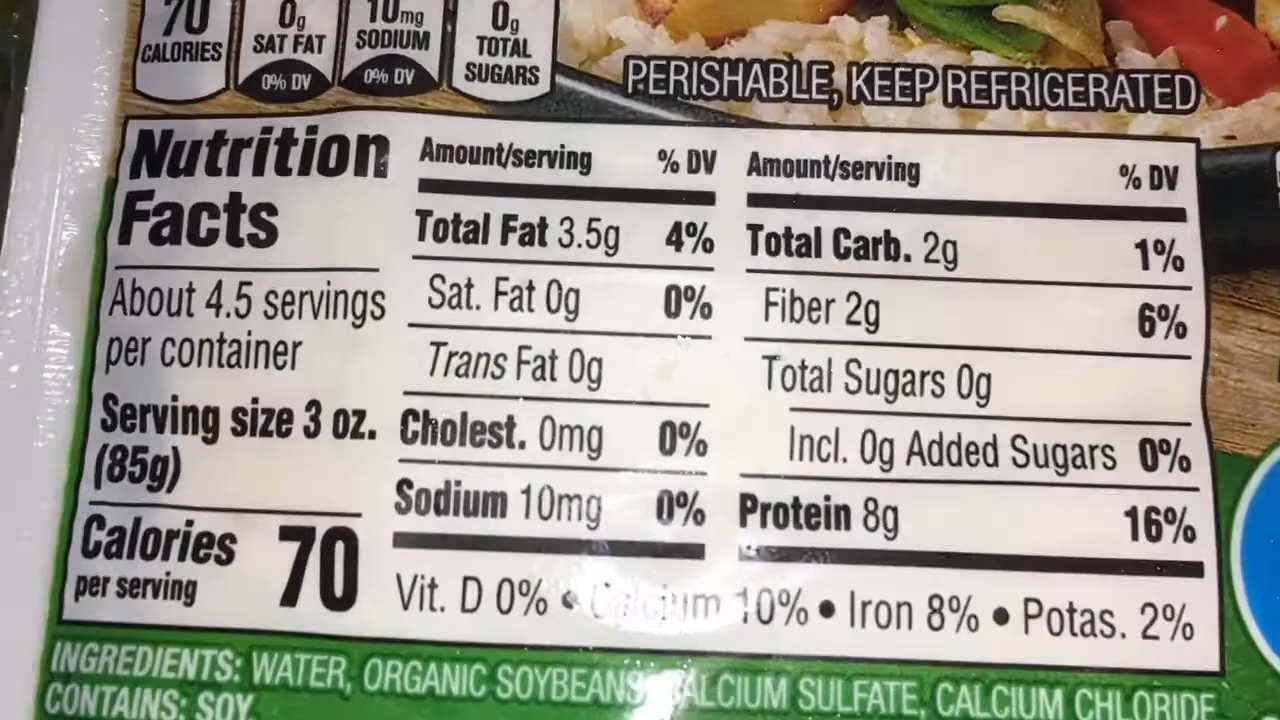 70 CALORIES
0g SAT FAT 0% DV
10mg SODIUM 0% DV
0g TOTAL SUGARS
PERISHABLE, KEEP REFRIGERATED
Nutrition
Facts
About 4.5 servings
per container
Serving size 3 oz.
(85g)
Calories 70
per serving
Amount/serving % DV
Total Fat 3.5g 4%
Sat. Fat 0g 0%
Trans Fat 0g
Cholest. 0mg 0%
Sodium 10mg 0%
Amount/serving % DV
Total Carb. 2g 1%
Fiber 2g 6%
Total Sugars 0g
Incl. 0g Added Sugars 0%
Protein 8g 16%
Vit. D 0% • Calcium 10% • Iron 8% • Potas. 2%
INGREDIENTS: WATER, ORGANIC SOYBEANS, CALCIUM SULFATE, CALCIUM CHLORIDE
CONTAINS: SOY.